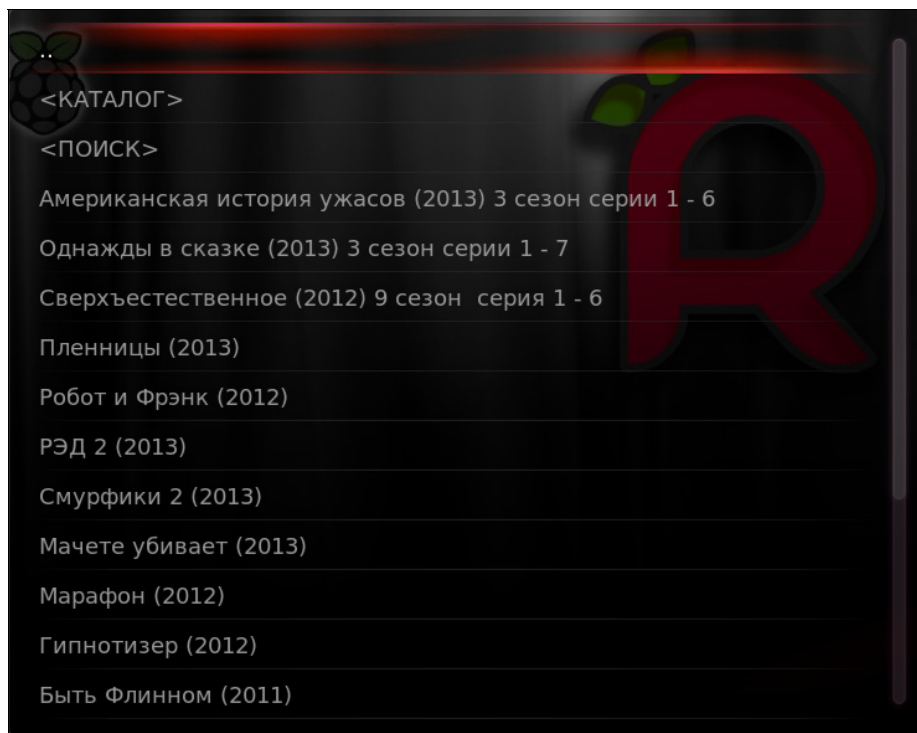 <КАТАЛОГ>
<ПОИСК>
Американская история ужасов (2013) 3 сезон серии 1 - 6
Однажды в сказке (2013) 3 сезон серии 1 - 7
Сверхъестественное (2012) 9 сезон  серия 1 - 6
Пленницы (2013)
Робот и Фрэнк (2012)
РЭД 2 (2013)
Смурфики 2 (2013)
Мачете убивает (2013)
Марафон (2012)
Гипнотизер (2012)
Быть Флинном (2011)